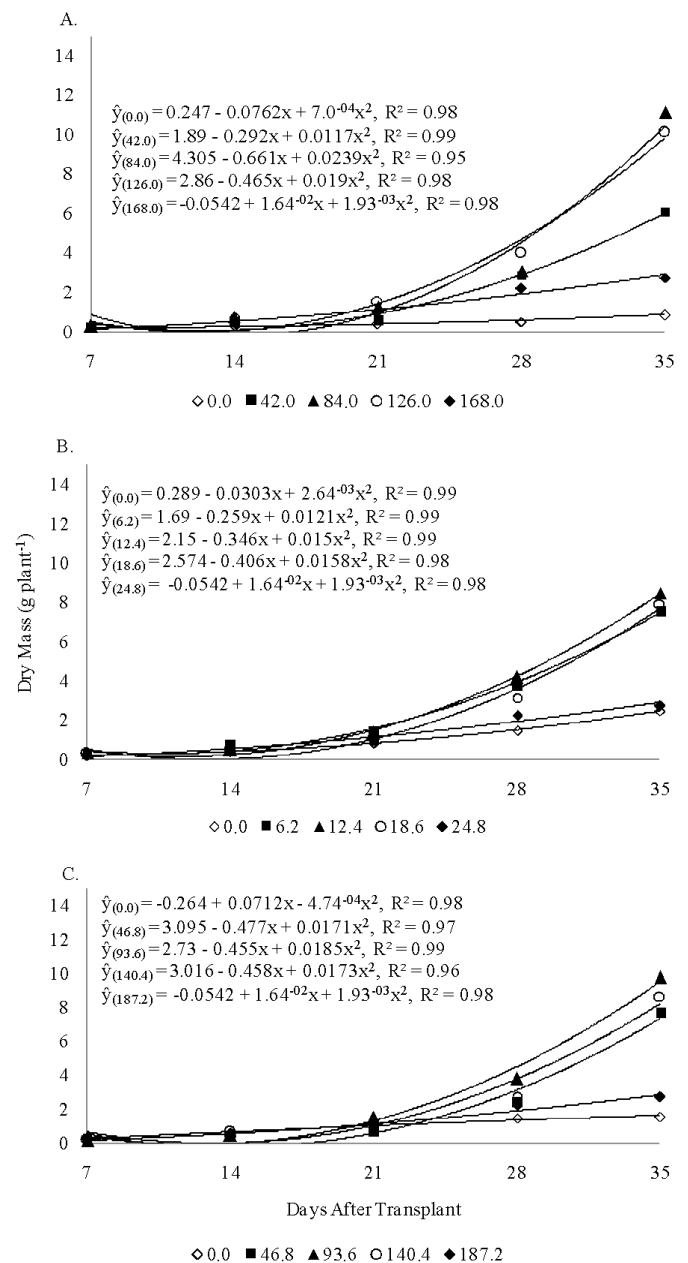 A.
14
12
10
8
6
4
2
0
ŷ(0.0) = 0.247 - 0.0762x + 7.0⁻⁰⁴x², R² = 0.98
ŷ(42.0) = 1.89 - 0.292x + 0.0117x², R² = 0.99
ŷ(84.0) = 4.305 - 0.661x + 0.0239x², R² = 0.95
ŷ(126.0) = 2.86 - 0.465x + 0.019x², R² = 0.98
ŷ(168.0) = -0.0542 + 1.64⁻⁰²x + 1.93⁻⁰³x², R² = 0.98
7 14 21 28 35
0.0 42.0 84.0 126.0 168.0
B.
Dry Mass (g plant⁻¹)
14
12
10
8
6
4
2
0
ŷ(0.0) = 0.289 - 0.0303x + 2.64⁻⁰³x², R² = 0.99
ŷ(6.2) = 1.69 - 0.259x + 0.0121x², R² = 0.99
ŷ(12.4) = 2.15 - 0.346x + 0.015x², R² = 0.99
ŷ(18.6) = 2.574 - 0.406x + 0.0158x², R² = 0.98
ŷ(24.8) = -0.0542 + 1.64⁻⁰²x + 1.93⁻⁰³x², R² = 0.98
7 14 21 28 35
0.0 6.2 12.4 18.6 24.8
C.
14
12
10
8
6
4
2
0
ŷ(0.0) = -0.264 + 0.0712x - 4.74⁻⁰⁴x², R² = 0.98
ŷ(46.8) = 3.095 - 0.477x + 0.0171x², R² = 0.97
ŷ(93.6) = 2.73 - 0.455x + 0.0185x², R² = 0.99
ŷ(140.4) = 3.016 - 0.458x + 0.0173x², R² = 0.96
ŷ(187.2) = -0.0542 + 1.64⁻⁰²x + 1.93⁻⁰³x², R² = 0.98
7 14 21 28 35
Days After Transplant
0.0 46.8 93.6 140.4 187.2